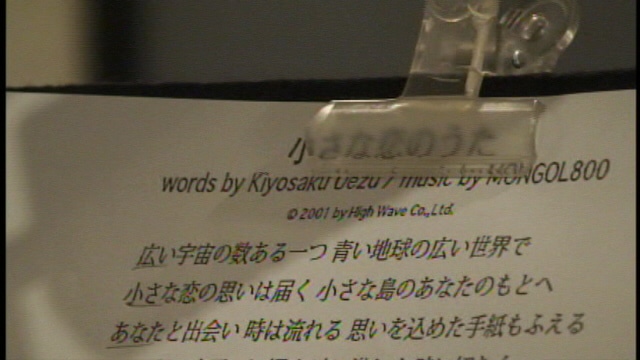 小さな恋のうた
words by Kiyosaku Uezu / music by MONGOL800
© 2001 by High Wave Co.,Ltd.
広い宇宙の数ある一つ 青い地球の広い世界で
小さな恋の思いは届く 小さな島のあなたのもとへ
あなたと出会い 時は流れる 思いを込めた手紙もふえる